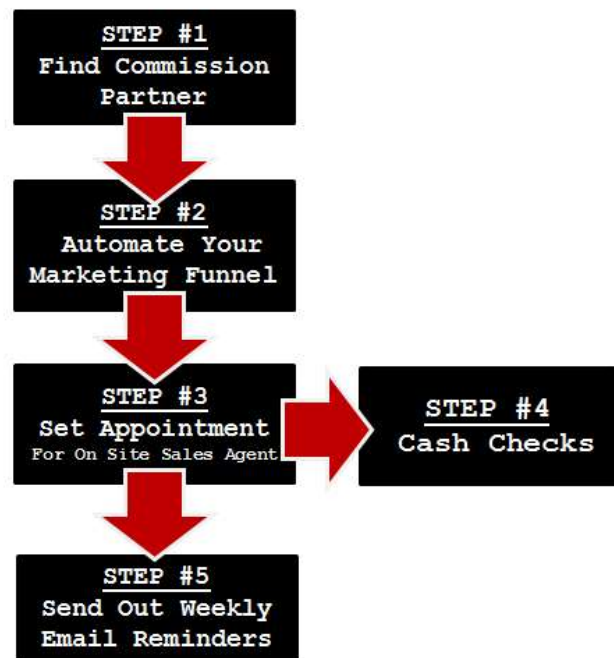 STEP #1
Find Commission
Partner
STEP #2
Automate Your
Marketing Funnel
STEP #3
Set Appointment
For On Site Sales Agent
STEP #4
Cash Checks
STEP #5
Send Out Weekly
Email Reminders